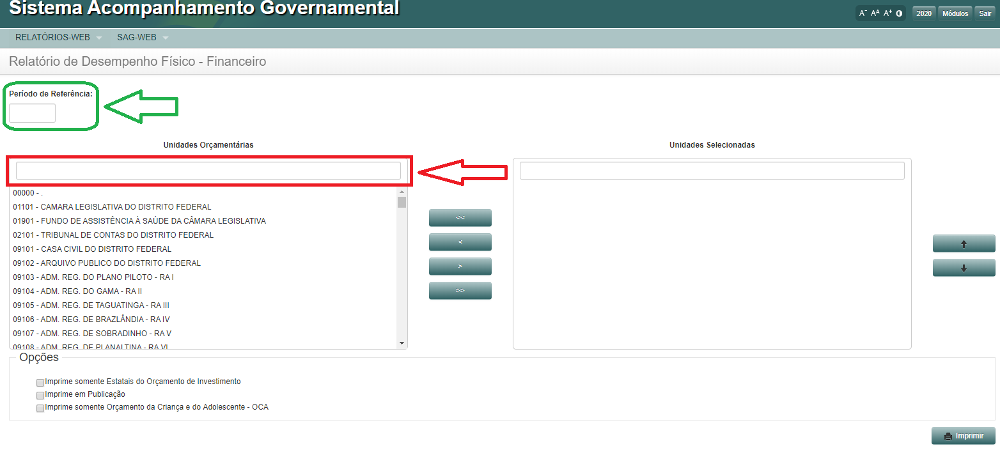 Sistema Acompanhamento Governamental
A- AA A+
2020 Módulos Sair
RELATÓRIOS-WEB SAG-WEB
Relatório de Desempenho Físico - Financeiro
Período de Referência:
Unidades Orçamentárias
Unidades Selecionadas
00000 - .
01101 - CAMARA LEGISLATIVA DO DISTRITO FEDERAL
01901 - FUNDO DE ASSISTÊNCIA À SAÚDE DA CÂMARA LEGISLATIVA
02101 - TRIBUNAL DE CONTAS DO DISTRITO FEDERAL
09101 - CASA CIVIL DO DISTRITO FEDERAL
09102 - ARQUIVO PUBLICO DO DISTRITO FEDERAL
09103 - ADM. REG. DO PLANO PILOTO - RA I
09104 - ADM. REG. DO GAMA - RA II
09105 - ADM. REG. DE TAGUATINGA - RA III
09106 - ADM. REG. DE BRAZLÂNDIA - RA IV
09107 - ADM. REG. DE SOBRADINHO - RA V
09108 - ADM. REG. DE PLANALTINA - RA VI
<<
<
>
>>
Opções
Imprime somente Estatais do Orçamento de Investimento
Imprime em Publicação
Imprime somente Orçamento da Criança e do Adolescente - OCA
Imprimir